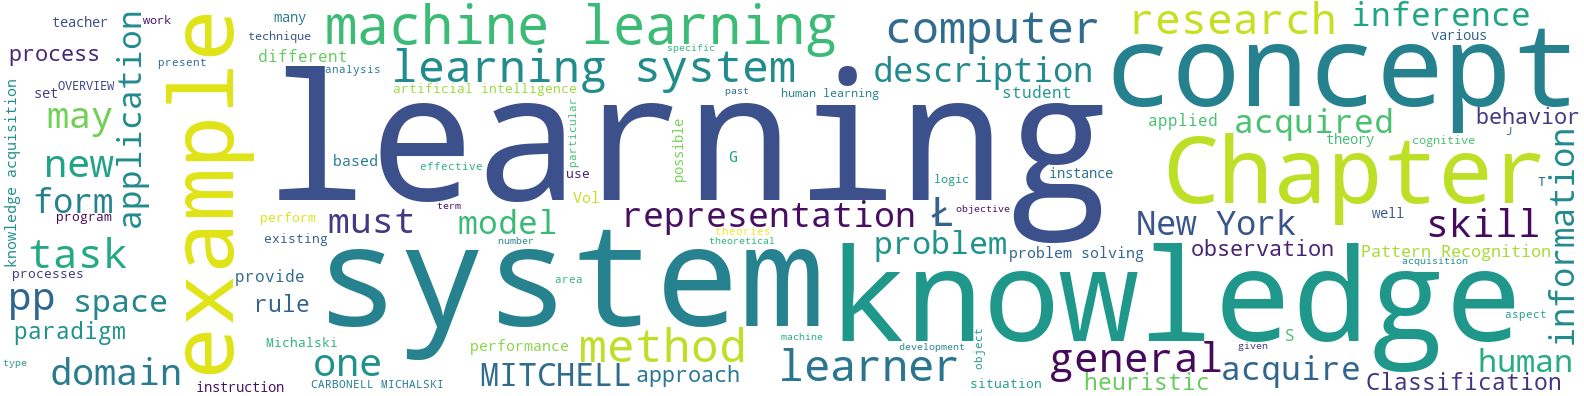 learning
system
knowledge
concept
Chapter
example
machine learning
learning system
computer
research
inference
description
various
teacher
work
many
technique
process
different
specific
present
analysis
OVERVIEW
set
artificial intelligence
past
human learning
student
may
application
knowledge acquisition
particular
possible
applied
acquired
behavior
theory
cognitive
J
new
based
effective
use
G
logic
instance
T
form
program
perform
must
term
Vol
model
representation
Ł
objective
New York
well
skill
information
task
existing
number
theories
theoretical
problem
problem solving
observation
Pattern Recognition
acquisition
processes
provide
area
pp
space
rule
aspect
paradigm
Michalski
performance
method
machine
development
object
general
given
S
human
type
domain
one
instruction
CARBONELL MICHALSKI
MITCHELL
approach
learner
situation
heuristic
acquire
Classification